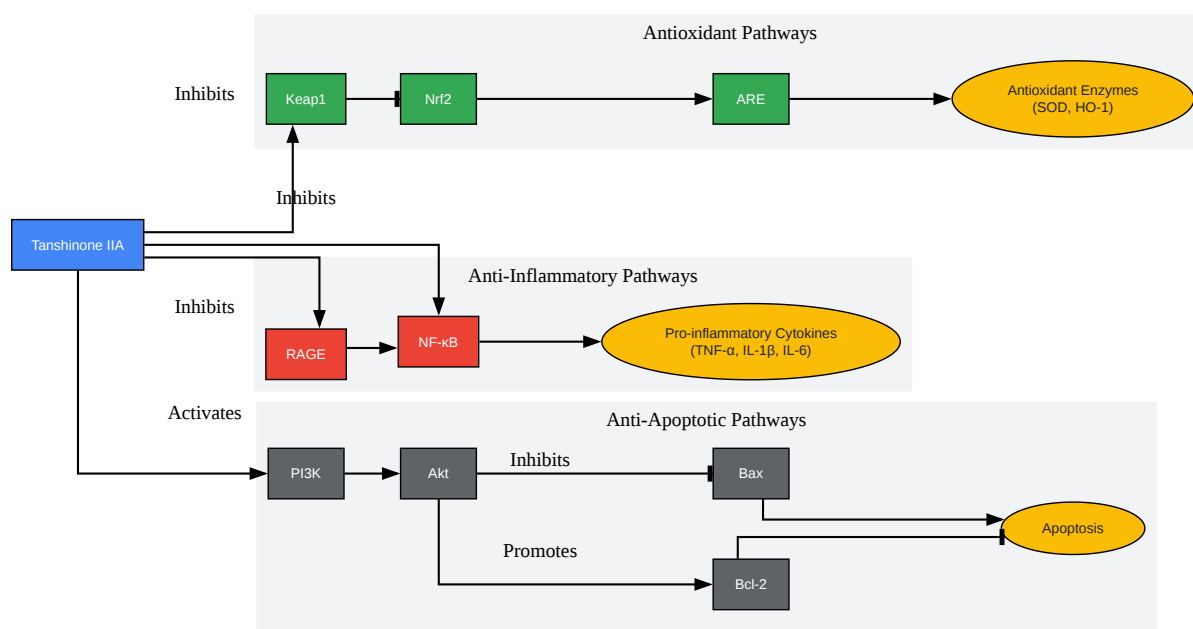 Antioxidant Pathways
Inhibits
Keap1
Nrf2
ARE
Antioxidant Enzymes
(SOD, HO-1)
Inhibits
Tanshinone IIA
Anti-Inflammatory Pathways
Inhibits
RAGE
NF-κB
Pro-inflammatory Cytokines
(TNF-α, IL-1β, IL-6)
Activates
Anti-Apoptotic Pathways
PI3K
Akt
Inhibits
Bax
Apoptosis
Promotes
Bcl-2